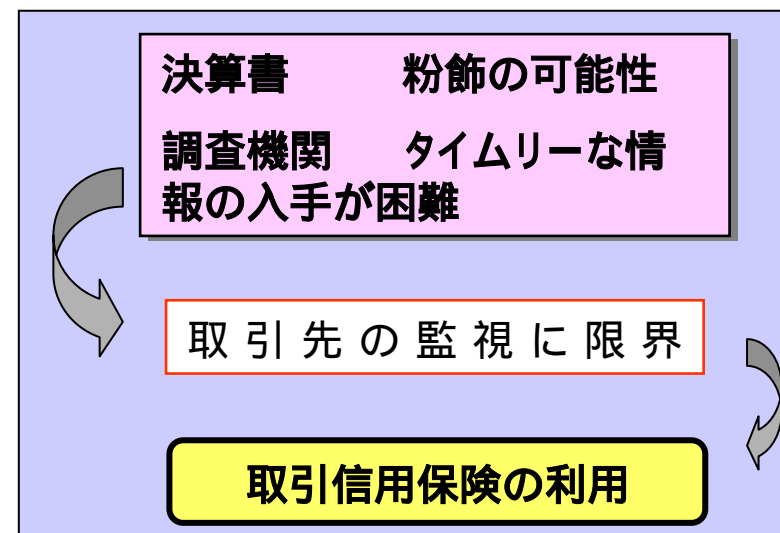 決算書　　　粉飾の可能性
調査機関　　タイムリーな情
報の入手が困難
取引先の監視に限界
取引信用保険の利用